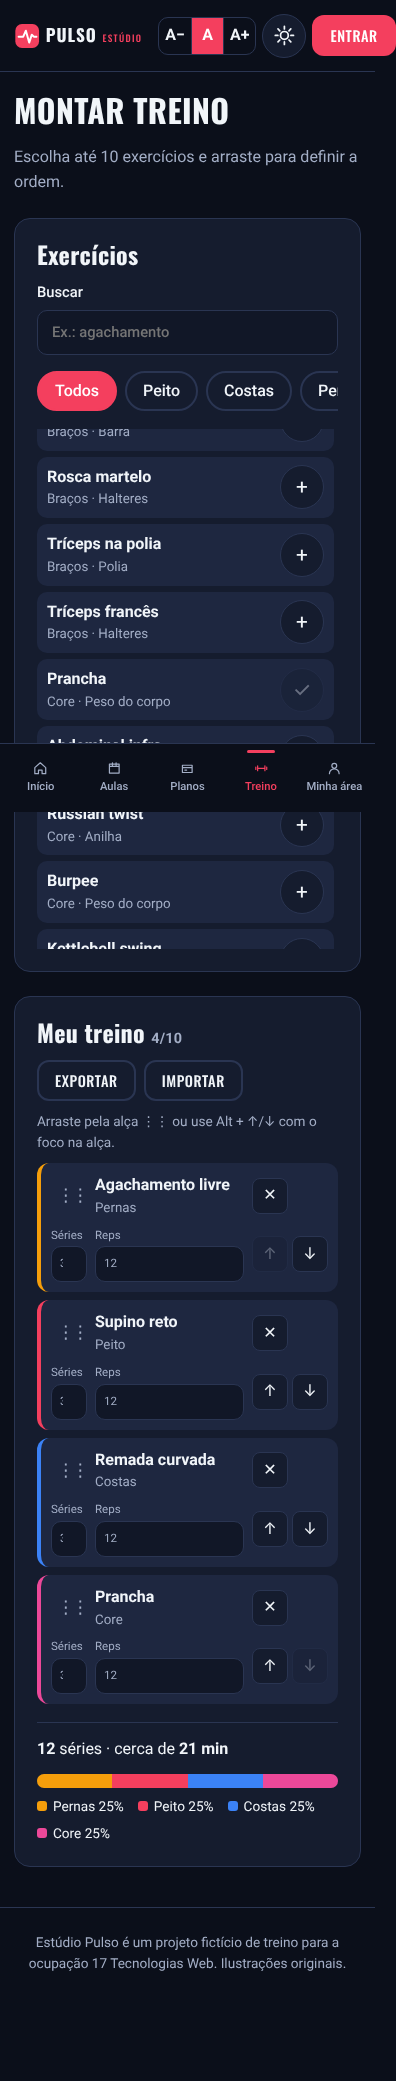 PULSO ESTÚDIO A− A A+ ENTRAR
MONTAR TREINO
Escolha até 10 exercícios e arraste para definir a
ordem.
Exercícios
Buscar
Ex.: agachamento
Todos Peito Costas
Braços · Barra
Rosca martelo
Braços · Halteres
+
Tríceps na polia
Braços · Polia
+
Tríceps francês
Braços · Halteres
+
Prancha
Core · Peso do corpo
✓
Início Aulas Planos Treino Minha área
Russian twist
Core · Anilha
+
Burpee
Core · Peso do corpo
+
Kettlebell swing
Meu treino 4/10
EXPORTAR IMPORTAR
Arraste pela alça ⋮⋮ ou use Alt + ↑/↓ com o
foco na alça.
⋮⋮ Agachamento livre ✕
Pernas
Séries Reps
12 ↑ ↓
⋮⋮ Supino reto ✕
Peito
Séries Reps
12 ↑ ↓
⋮⋮ Remada curvada ✕
Costas
Séries Reps
12 ↑ ↓
⋮⋮ Prancha ✕
Core
Séries Reps
12 ↑ ↓
12 séries · cerca de 21 min
Pernas 25% Peito 25% Costas 25%
Core 25%
Estúdio Pulso é um projeto fictício de treino para a
ocupação 17 Tecnologias Web. Ilustrações originais.